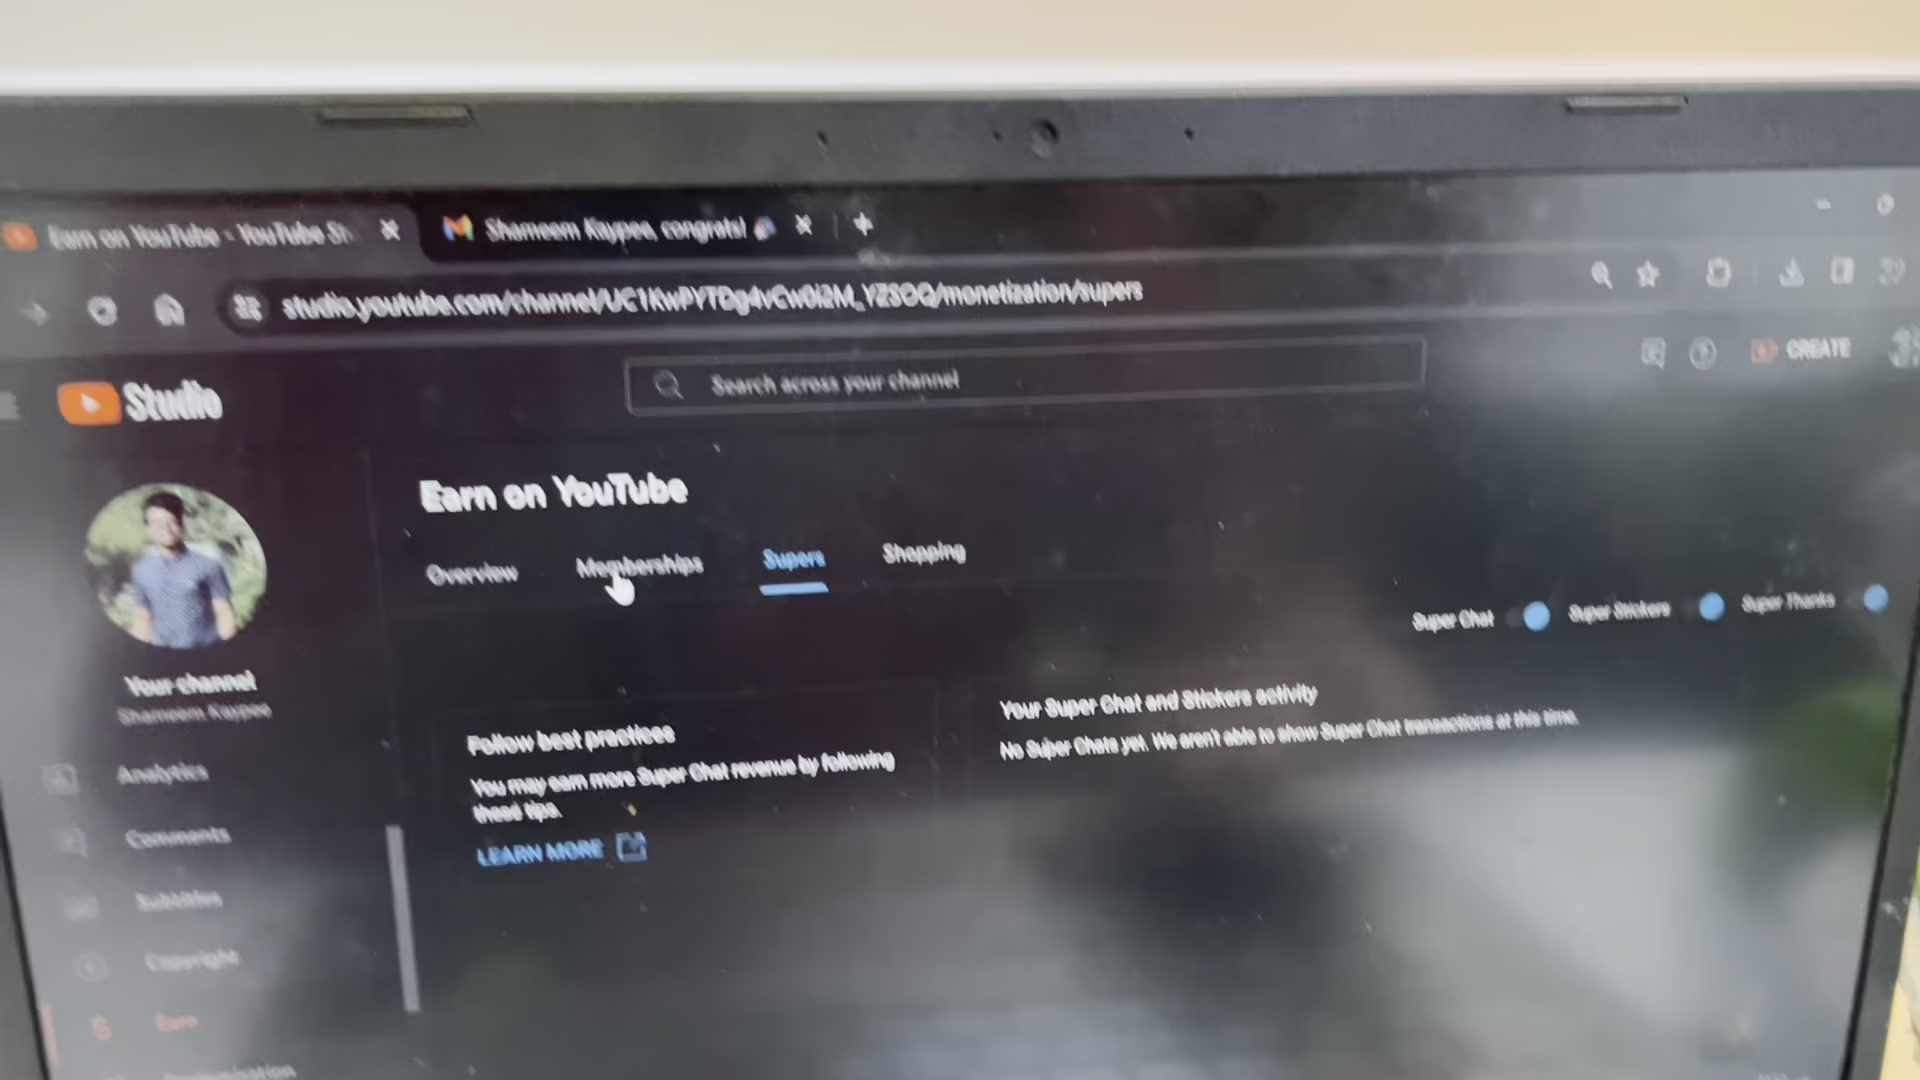 Earn on YouTube - YouTube St
Shameem Kaypee, congrats!
studio.youtube.com/channel/UC1KwPYTDg4vCw0i2M_YZSOQ/monetization/supers
Studio
Search across your channel
CREATE
Earn on YouTube
Overview
Memberships
Supers
Shopping
Super Chat
Super Stickers
Super Thanks
Your channel
Shameem Kaypee
Analytics
Comments
Subtitles
Copyright
Earn
Follow best practices
You may earn more Super Chat revenue by following
these tips.
LEARN MORE
Your Super Chat and Stickers activity
No Super Chats yet. We aren't able to show Super Chat transactions at this time.